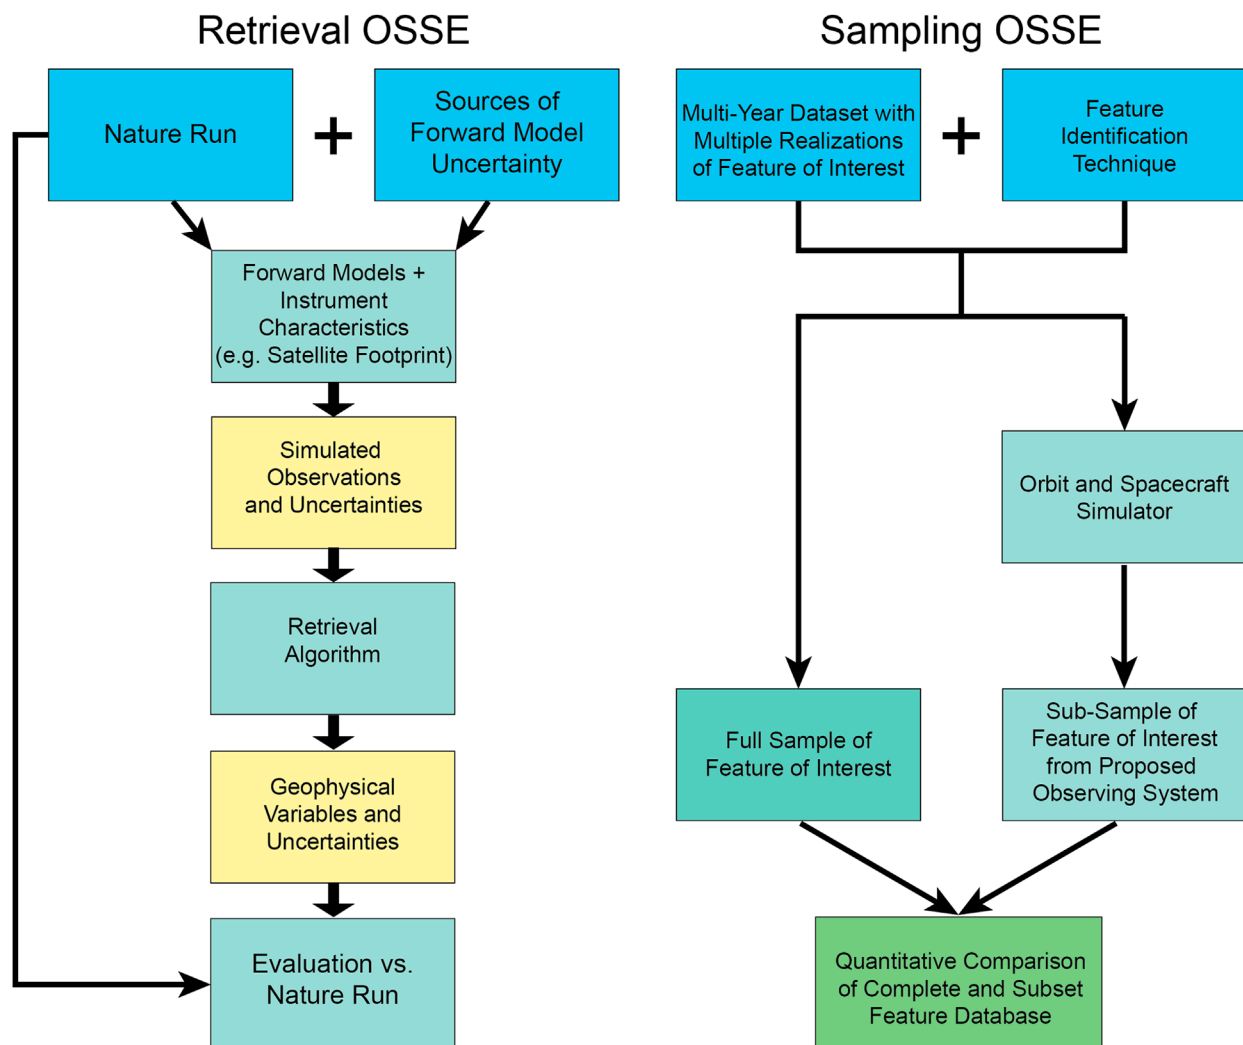 Retrieval OSSE
Nature Run
+
Sources of
Forward Model
Uncertainty
Forward Models +
Instrument
Characteristics
(e.g. Satellite Footprint)
Simulated
Observations
and Uncertainties
Retrieval
Algorithm
Geophysical
Variables and
Uncertainties
Evaluation vs.
Nature Run
Sampling OSSE
Multi-Year Dataset with
Multiple Realizations
of Feature of Interest
+
Feature
Identification
Technique
Orbit and Spacecraft
Simulator
Full Sample of
Feature of Interest
Sub-Sample of
Feature of Interest
from Proposed
Observing System
Quantitative Comparison
of Complete and Subset
Feature Database